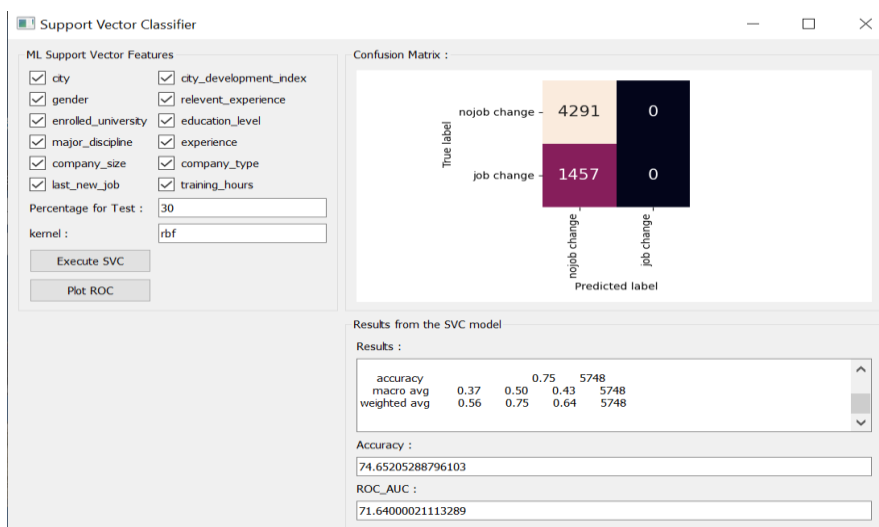 Support Vector Classifier
ML Support Vector Features
city city_development_index
gender relevent_experience
enrolled_university education_level
major_discipline experience
company_size company_type
last_new_job training_hours
Percentage for Test : 30
kernel : rbf
Execute SVC
Plot ROC
Confusion Matrix :
True label
nojob change 4291 0
job change 1457 0
nojob change job change
Predicted label
Results from the SVC model
Results :
accuracy 0.75 5748
macro avg 0.37 0.50 0.43 5748
weighted avg 0.56 0.75 0.64 5748
Accuracy :
74.65205288796103
ROC_AUC :
71.64000021113289